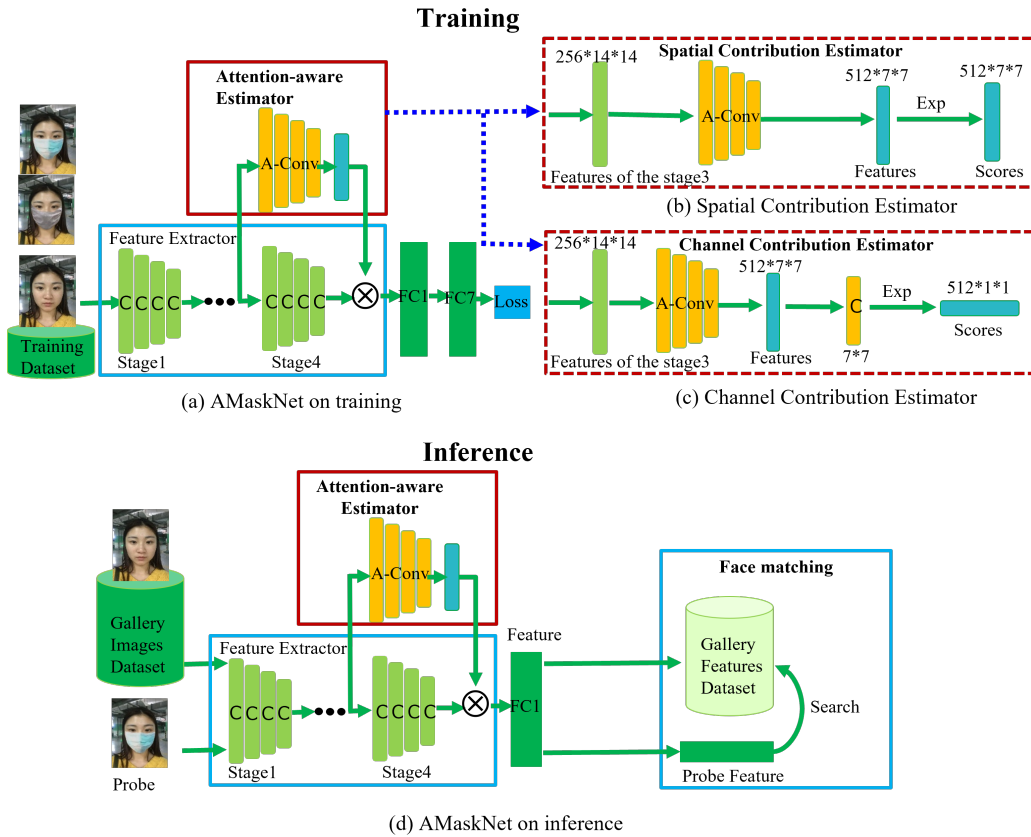 Training
Attention-aware
Estimator
A-Conv
Feature Extractor
C C C C
C C C C
Stage1
Stage4
FC1
FC7
Loss
Training
Dataset
(a) AMaskNet on training
Spatial Contribution Estimator
256*14*14
A-Conv
512*7*7
Exp
512*7*7
Features of the stage3
Features
Scores
(b) Spatial Contribution Estimator
Channel Contribution Estimator
256*14*14
A-Conv
512*7*7
C
Exp
512*1*1
Features of the stage3
Features
7*7
Scores
(c) Channel Contribution Estimator
Inference
Attention-aware
Estimator
A-Conv
Gallery
Images
Dataset
Probe
Feature Extractor
C C C C
C C C C
Stage1
Stage4
Feature
FC1
Face matching
Gallery
Features
Dataset
Search
Probe Feature
(d) AMaskNet on inference